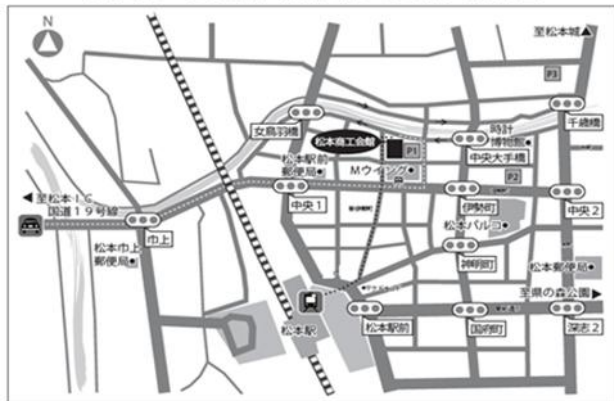 N
至松本城▲
P3
女鳥羽橋
千歳橋
松本商工会館
P1
時計
博物館
中央大手橋
松本駅前
郵便局
Mウイング
P2
◀至松本IC
国道19号線
中央1
伊勢町
中央2
巾上
松本巾上
郵便局
松本パルコ
神明町
松本郵便局
至県の森公園▶
松本駅
松本駅前
国府町
深志2